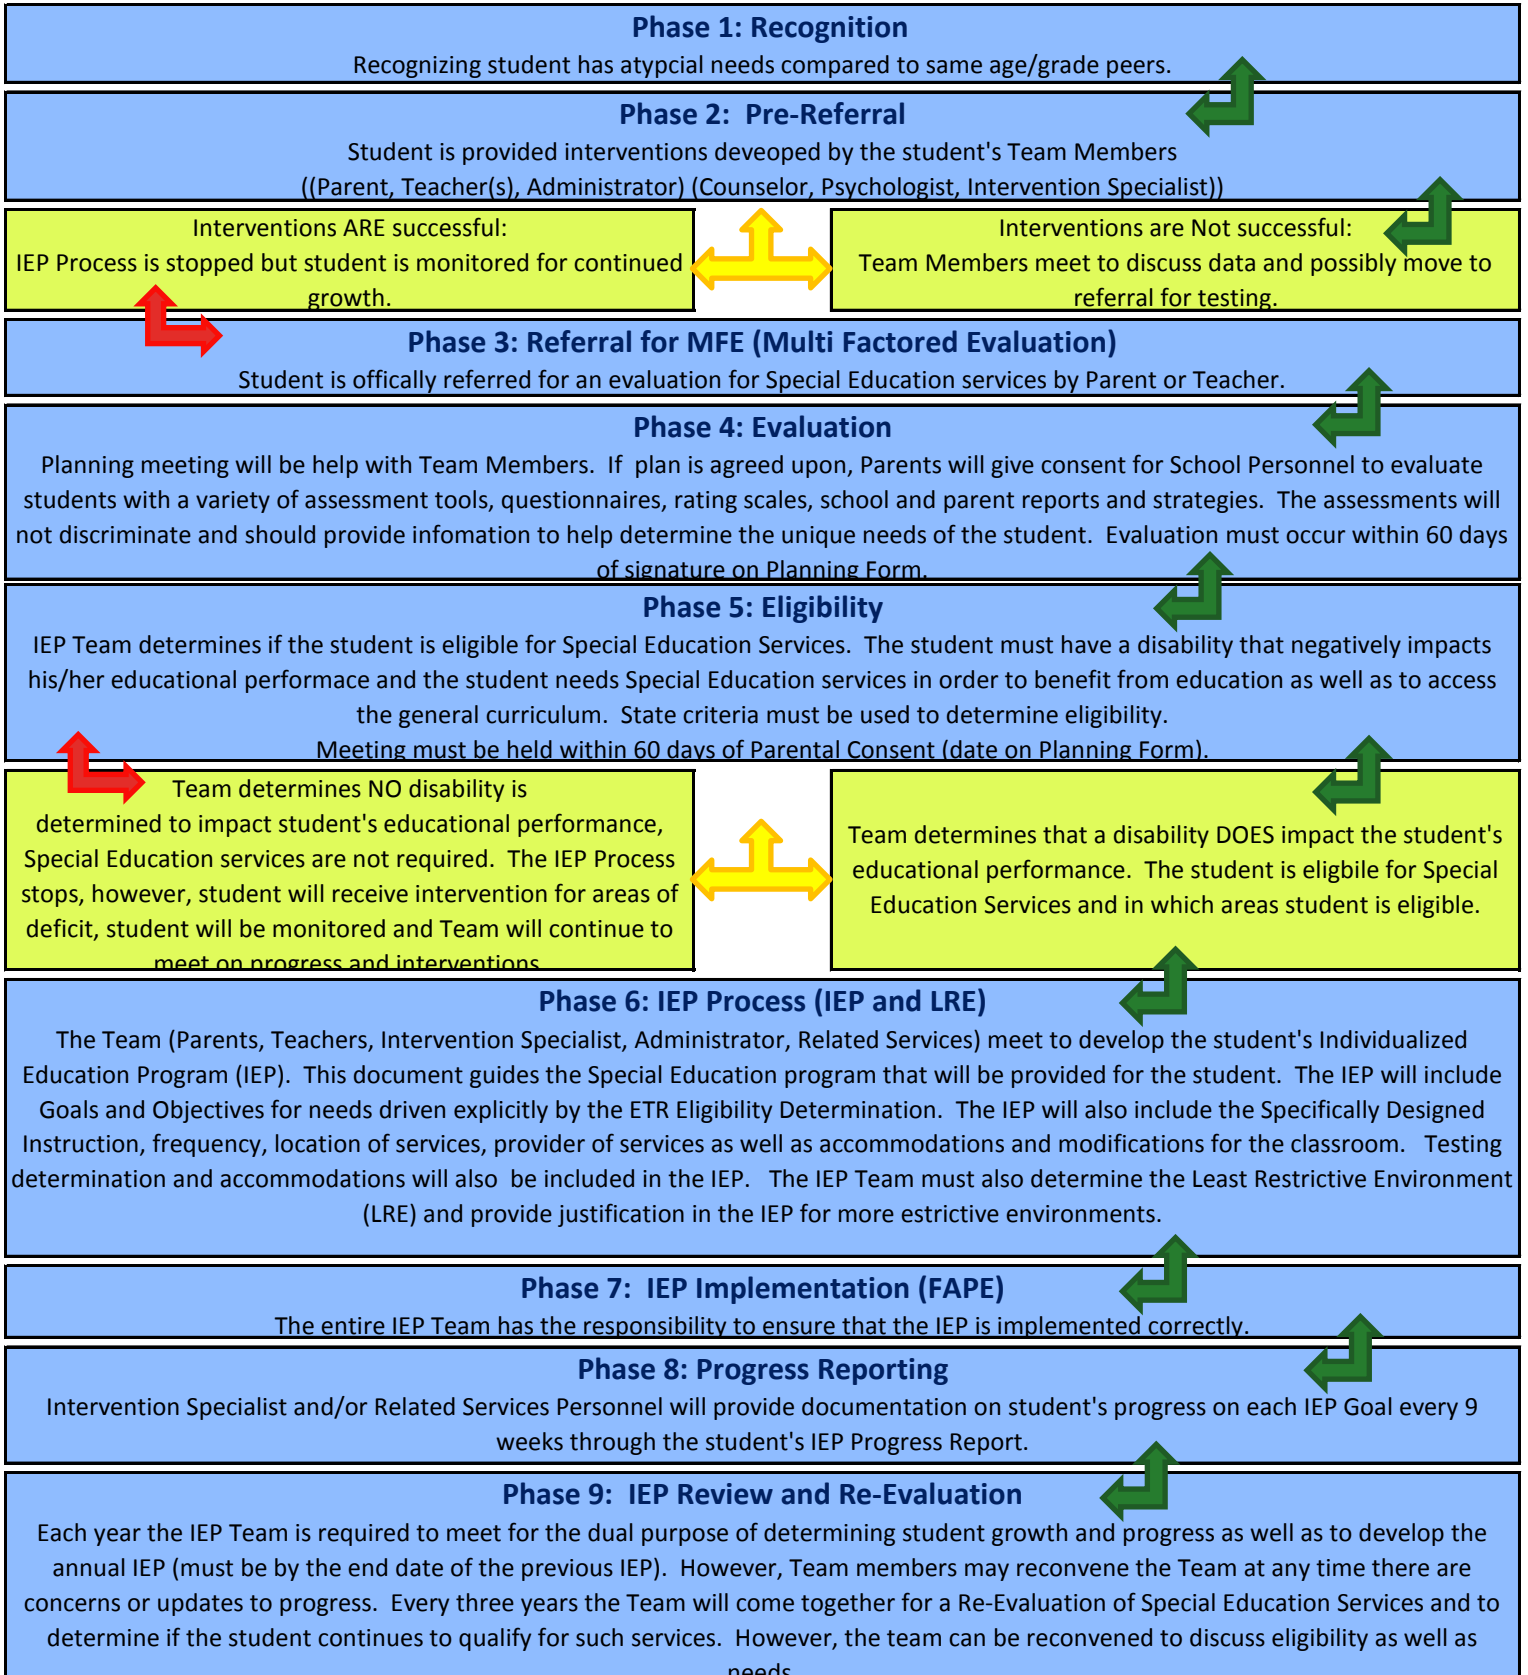 Phase 1: Recognition
Recognizing student has atypcial needs compared to same age/grade peers.
Phase 2:  Pre-Referral
Student is provided interventions deveoped by the student's Team Members
((Parent, Teacher(s), Administrator) (Counselor, Psychologist, Intervention Specialist))
Interventions ARE successful:
IEP Process is stopped but student is monitored for continued
growth.
Interventions are Not successful:
Team Members meet to discuss data and possibly move to
referral for testing.
Phase 3: Referral for MFE (Multi Factored Evaluation)
Student is offically referred for an evaluation for Special Education services by Parent or Teacher.
Phase 4: Evaluation
Planning meeting will be help with Team Members.  If  plan is agreed upon, Parents will give consent for School Personnel to evaluate
students with a variety of assessment tools, questionnaires, rating scales, school and parent reports and strategies.  The assessments will
not discriminate and should provide infomation to help determine the unique needs of the student.  Evaluation must occur within 60 days
of signature on Planning Form.
Phase 5: Eligibility
IEP Team determines if the student is eligible for Special Education Services.  The student must have a disability that negatively impacts
his/her educational performace and the student needs Special Education services in order to benefit from education as well as to access
the general curriculum.  State criteria must be used to determine eligibility.
Meeting must be held within 60 days of Parental Consent (date on Planning Form).
Team determines NO disability is
determined to impact student's educational performance,
Special Education services are not required.  The IEP Process
stops, however, student will receive intervention for areas of
deficit, student will be monitored and Team will continue to
meet on progress and interventions
Team determines that a disability DOES impact the student's
educational performance.  The student is eligbile for Special
Education Services and in which areas student is eligible.
Phase 6: IEP Process (IEP and LRE)
The Team (Parents, Teachers, Intervention Specialist, Administrator, Related Services) meet to develop the student's Individualized
Education Program (IEP).  This document guides the Special Education program that will be provided for the student.  The IEP will include
Goals and Objectives for needs driven explicitly by the ETR Eligibility Determination.  The IEP will also include the Specifically Designed
Instruction, frequency, location of services, provider of services as well as accommodations and modifications for the classroom.   Testing
determination and accommodations will also  be included in the IEP.   The IEP Team must also determine the Least Restrictive Environment
(LRE) and provide justification in the IEP for more estrictive environments.
Phase 7:  IEP Implementation (FAPE)
The entire IEP Team has the responsibility to ensure that the IEP is implemented correctly.
Phase 8: Progress Reporting
Intervention Specialist and/or Related Services Personnel will provide documentation on student's progress on each IEP Goal every 9
weeks through the student's IEP Progress Report.
Phase 9:  IEP Review and Re-Evaluation
Each year the IEP Team is required to meet for the dual purpose of determining student growth and progress as well as to develop the
annual IEP (must be by the end date of the previous IEP).  However, Team members may reconvene the Team at any time there are
concerns or updates to progress.  Every three years the Team will come together for a Re-Evaluation of Special Education Services and to
determine if the student continues to qualify for such services.  However, the team can be reconvened to discuss eligibility as well as
needs